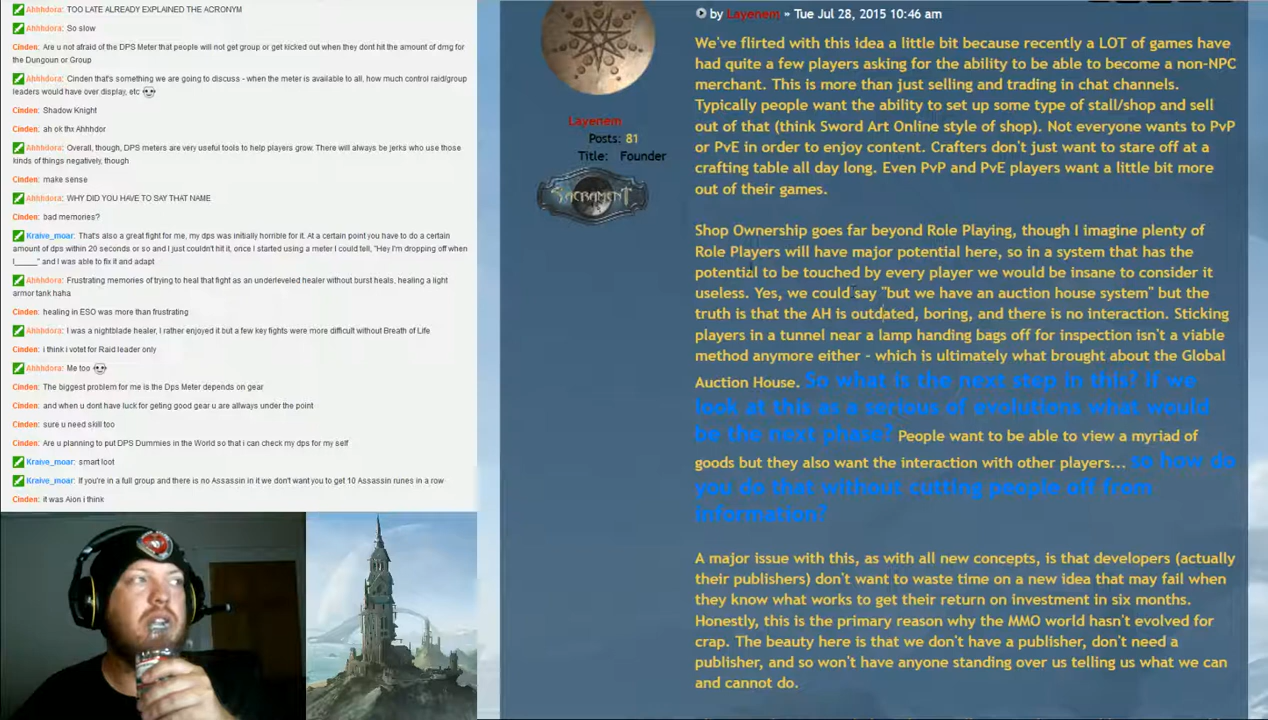 Ahhhdora: TOO LATE ALREADY EXPLAINED THE ACRONYM
Ahhhdora: So slow
Cinden: Are u not afraid of the DPS Meter that people will not get group or get kicked out when they dont hit the amount of dmg for
the Dungoun or Group
Ahhhdora: Cinden that's something we are going to discuss - when the meter is available to all, how much control raid/group
leaders would have over display, etc
Cinden: Shadow Knight
Cinden: ah ok thx Ahhhdor
Ahhhdora: Overall, though, DPS meters are very useful tools to help players grow. There will always be jerks who use those
kinds of things negatively, though
Cinden: make sense
Ahhhdora: WHY DID YOU HAVE TO SAY THAT NAME
Cinden: bad memories?
Kraive_moar: That's also a great fight for me, my dps was initially horrible for it. At a certain point you have to do a certain
amount of dps within 20 seconds or so and I just couldn't hit it, once I started using a meter I could tell, "Hey I'm dropping off when
I_____" and I was able to fix it and adapt
Ahhhdora: Frustrating memories of trying to heal that fight as an underleveled healer without burst heals, healing a light
armor tank haha
Cinden: healing in ESO was more than frustrating
Ahhhdora: I was a nightblade healer, I rather enjoyed it but a few key fights were more difficult without Breath of Life
Cinden: i think i votet for Raid leader only
Ahhhdora: Me too
Cinden: The biggest problem for me is the Dps Meter depends on gear
Cinden: and when u dont have luck for geting good gear u are allways under the point
Cinden: sure u need skill too
Cinden: Are u planning to put DPS Dummies in the World so that i can check my dps for my self
Kraive_moar: smart loot
Kraive_moar: If you're in a full group and there is no Assassin in it we don't want you to get 10 Assassin runes in a row
Cinden: it was Aion i think
Layenem
Posts: 81
Title: Founder
SACRAMENT
by Layenem » Tue Jul 28, 2015 10:46 am
We've flirted with this idea a little bit because recently a LOT of games have
had quite a few players asking for the ability to be able to become a non-NPC
merchant. This is more than just selling and trading in chat channels.
Typically people want the ability to set up some type of stall/shop and sell
out of that (think Sword Art Online style of shop). Not everyone wants to PvP
or PvE in order to enjoy content. Crafters don't just want to stare off at a
crafting table all day long. Even PvP and PvE players want a little bit more
out of their games.
Shop Ownership goes far beyond Role Playing, though I imagine plenty of
Role Players will have major potential here, so in a system that has the
potential to be touched by every player we would be insane to consider it
useless. Yes, we could say "but we have an auction house system" but the
truth is that the AH is outdated, boring, and there is no interaction. Sticking
players in a tunnel near a lamp handing bags off for inspection isn't a viable
method anymore either - which is ultimately what brought about the Global
Auction House. So what is the next step in this? If we
look at this as a serious of evolutions what would
be the next phase? People want to be able to view a myriad of
goods but they also want the interaction with other players... so how do
you do that without cutting people off from
information?
A major issue with this, as with all new concepts, is that developers (actually
their publishers) don't want to waste time on a new idea that may fail when
they know what works to get their return on investment in six months.
Honestly, this is the primary reason why the MMO world hasn't evolved for
crap. The beauty here is that we don't have a publisher, don't need a
publisher, and so won't have anyone standing over us telling us what we can
and cannot do.